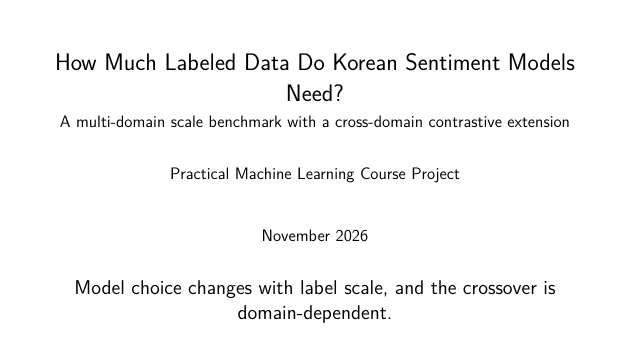 How Much Labeled Data Do Korean Sentiment Models
Need?
A multi-domain scale benchmark with a cross-domain contrastive extension
Practical Machine Learning Course Project
November 2026
Model choice changes with label scale, and the crossover is
domain-dependent.